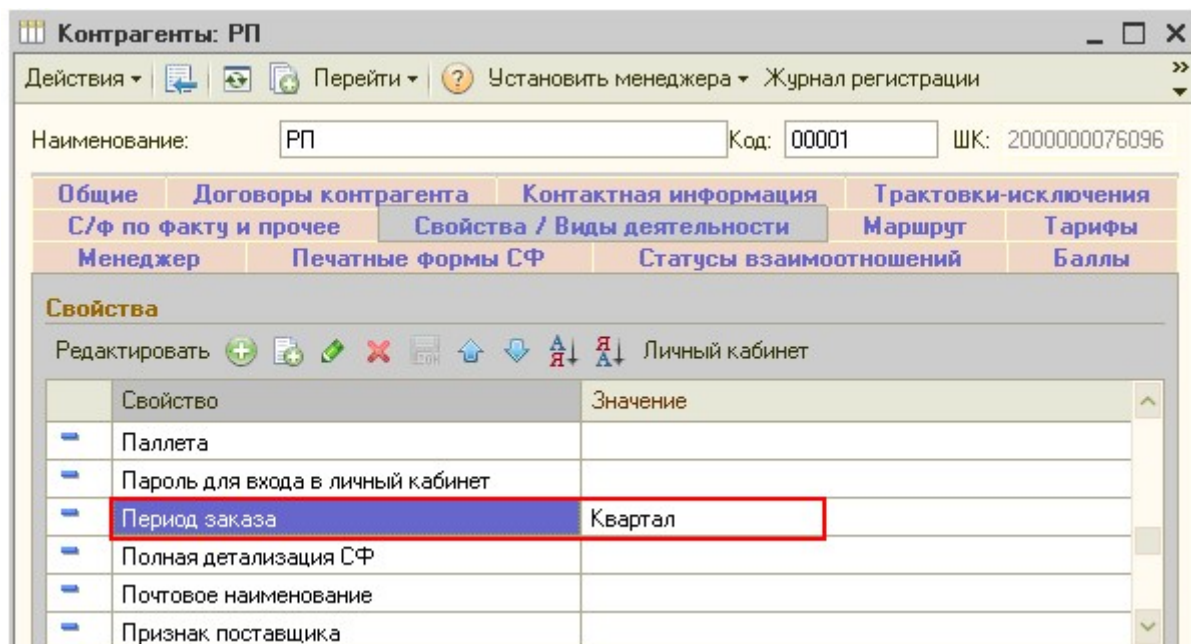 Контрагенты: РП
Действия Перейти Установить менеджера Журнал регистрации
Наименование: РП Код: 00001 ШК: 2000000076096
Общие Договоры контрагента Контактная информация Трактовки-исключения
С/ф по факту и прочее Свойства / Виды деятельности Маршрут Тарифы
Менеджер Печатные формы СФ Статусы взаимоотношений Баллы
Свойства
Редактировать Личный кабинет
Свойство Значение
Паллета
Пароль для входа в личный кабинет
Период заказа Квартал
Полная детализация СФ
Почтовое наименование
Признак поставщика